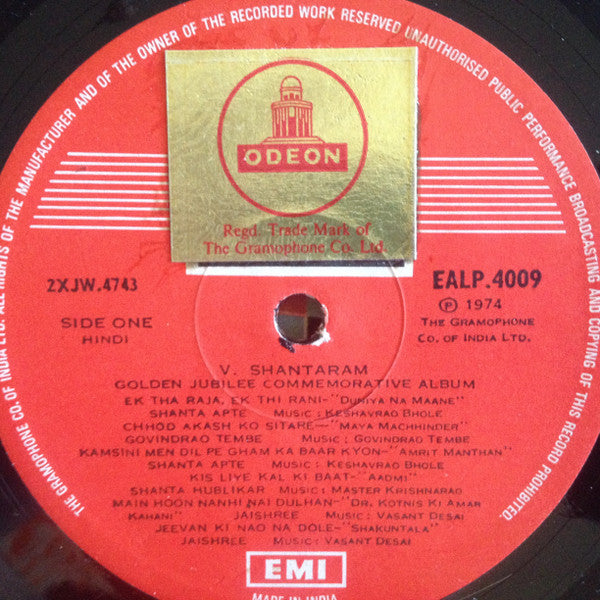 THE GRAMOPHONE CO. OF INDIA LTD. ALL RIGHTS OF THE MANUFACTURER AND OF THE OWNER OF THE RECORDED WORK RESERVED UNAUTHORISED PUBLIC PERFORMANCE BROADCASTING AND COPYING OF THIS RECORD PROHIBITED.
ODEON
Regd. Trade Mark of
The Gramophone Co. Ltd
2XJW.4743
EALP.4009
SIDE ONE
HINDI
℗ 1974
THE GRAMOPHONE
CO. OF INDIA LTD.
V. SHANTARAM
GOLDEN JUBILEE COMMEMORATIVE ALBUM
EK THA RAJA, EK THI RANI-"DUNIYA NA MAANE"
SHANTA APTE MUSIC: KESHAVRAO BHOLE
CHHOD AKASH KO SITARE-"MAYA MACHHINDER"
GOVINDRAO TEMBE MUSIC: GOVINDRAO TEMBE
KAMSINI MEN DIL PE GHAM KA BAAR KYON-"AMRIT MANTHAN"
SHANTA APTE MUSIC: KESHAVRAO BHOLE
KIS LIYE KAL KI BAAT-"AADMI"
SHANTA HUBLIKAR MUSIC: MASTER KRISHNARAO
MAIN HOON NANHI NAI DULHAN-"DR. KOTNIS KI AMAR
KAHANI" JAISHREE MUSIC: VASANT DESAI
JEEVAN KI NAO NA DOLE-"SHAKUNTALA"
JAISHREE MUSIC: VASANT DESAI
EMI
MADE IN INDIA